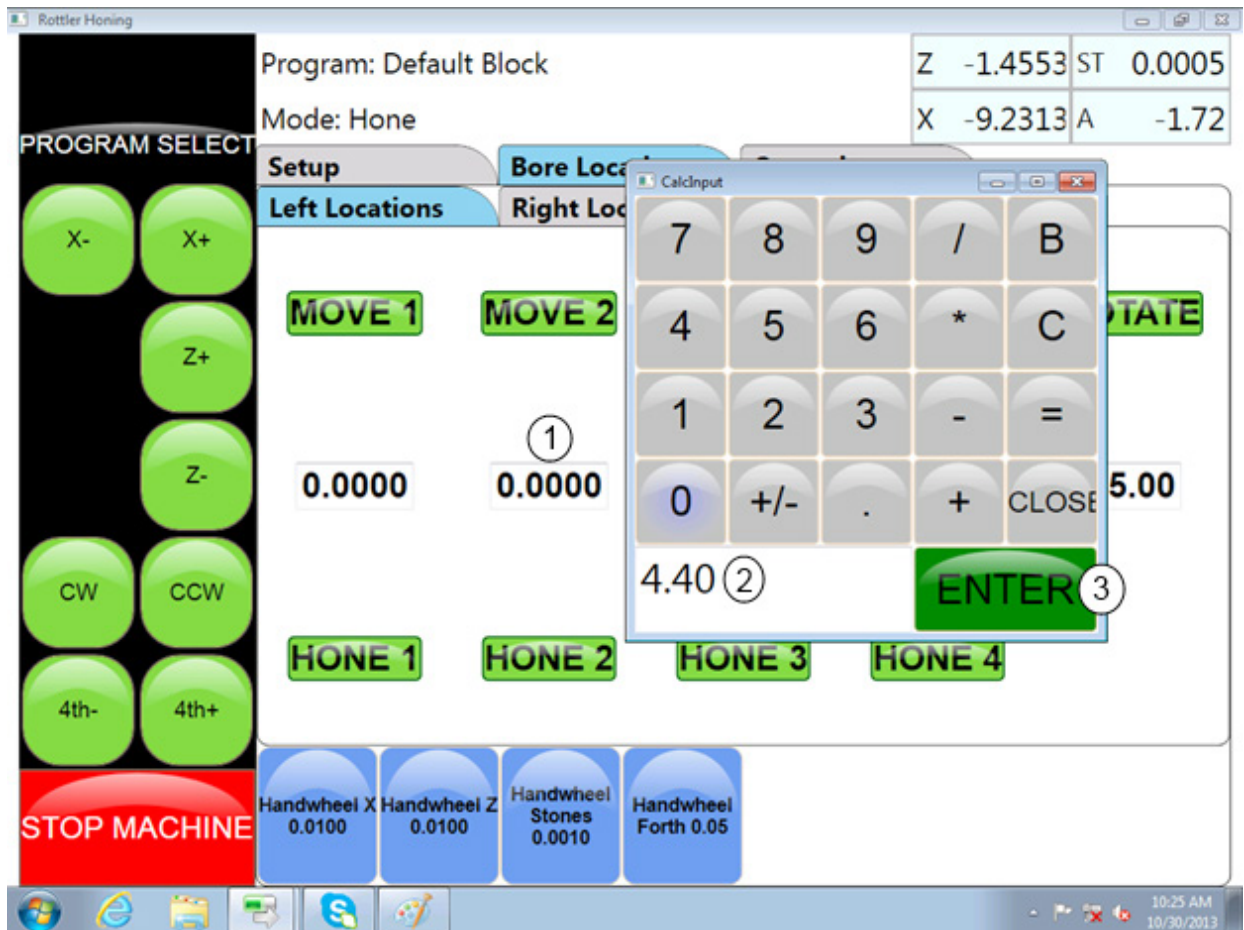 Rottler Honing
Program: Default Block
Z -1.4553 ST 0.0005
Mode: Hone
X -9.2313 A -1.72
PROGRAM SELECT
Setup
Left Locations
X- X+
Z+
Z-
CW CCW
4th- 4th+
STOP MACHINE
MOVE 1 MOVE 2
1
0.0000 0.0000
5.00
HONE 1 HONE 2 HONE 3 HONE 4
CalcInput
7 8 9 / B
4 5 6 * C
1 2 3 - =
0 +/- . + CLOSE
4.40 2 ENTER 3
Handwheel X
0.0100
Handwheel Z
0.0100
Handwheel
Stones
0.0010
Handwheel
Forth 0.05
10:25 AM
10/30/2013